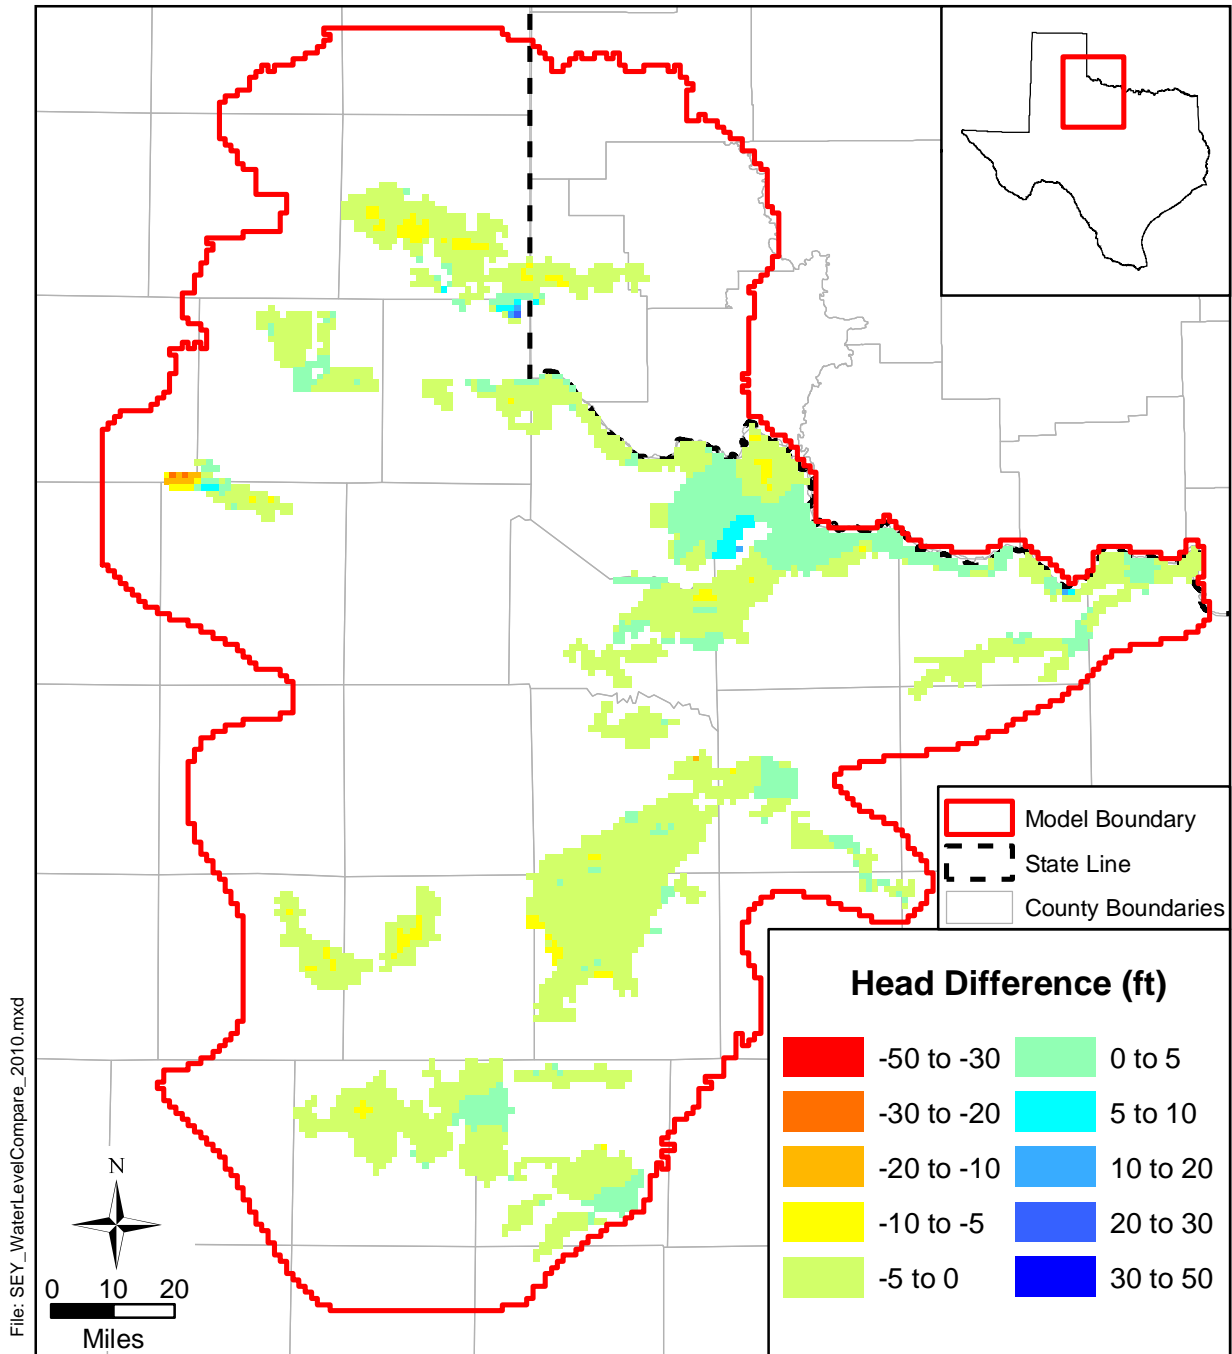 Model Boundary
State Line
County Boundaries
Head Difference (ft)
-50 to -30
0 to 5
-30 to -20
5 to 10
-20 to -10
10 to 20
-10 to -5
20 to 30
-5 to 0
30 to 50
N
0 10 20
Miles
File: SEY_WaterLevelCompare_2010.mxd